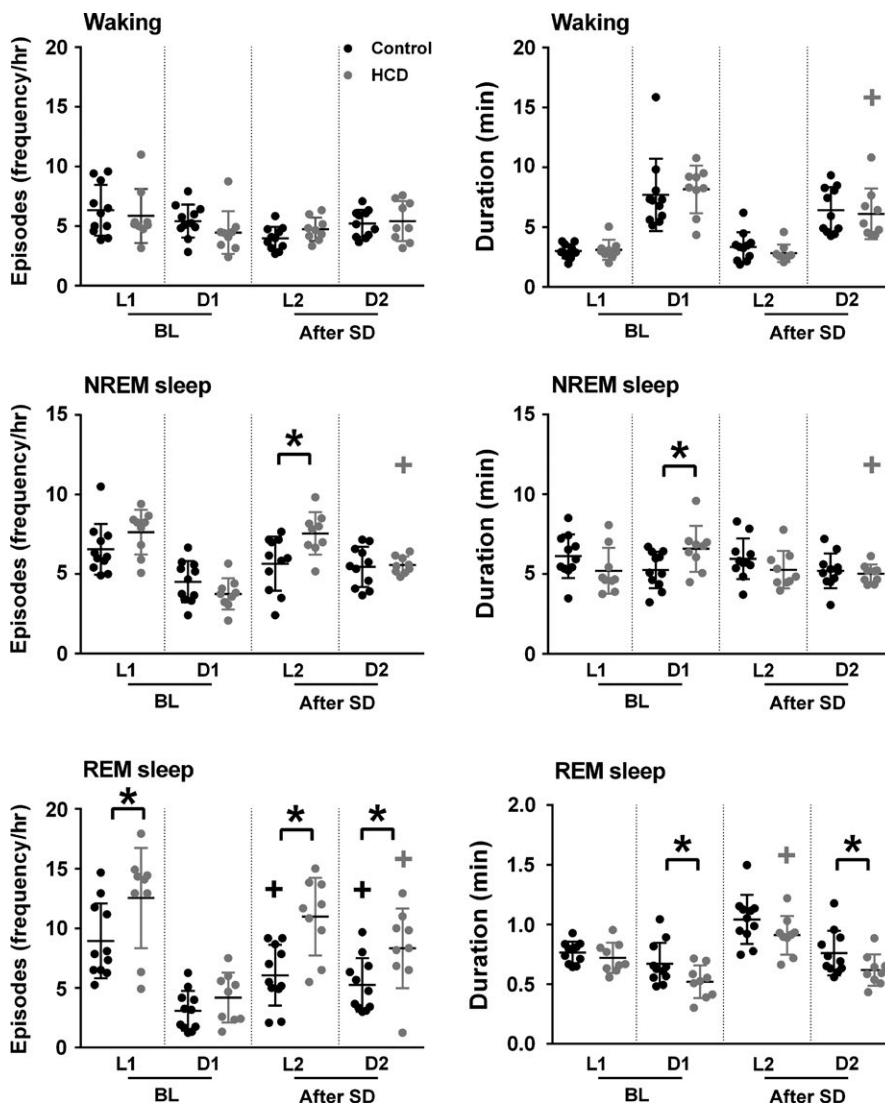 Waking
Episodes (frequency/hr)
20
15
10
5
0
Control
HCD
L1 D1 L2 D2
BL After SD
Waking
Duration (min)
20
15
10
5
0
+
L1 D1 L2 D2
BL After SD
NREM sleep
Episodes (frequency/hr)
15
10
5
0
*
+
L1 D1 L2 D2
BL After SD
NREM sleep
Duration (min)
15
10
5
0
*
+
L1 D1 L2 D2
BL After SD
REM sleep
Episodes (frequency/hr)
20
15
10
5
0
* * *
+ + +
L1 D1 L2 D2
BL After SD
REM sleep
Duration (min)
2.0
1.5
1.0
0.5
0.0
* + *
L1 D1 L2 D2
BL After SD